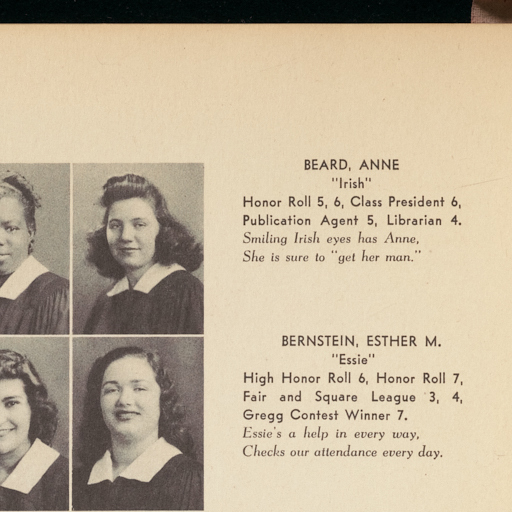 BEARD, ANNE
"Irish"
Honor Roll 5, 6, Class President 6,
Publication Agent 5, Librarian 4.
Smiling Irish eyes has Anne,
She is sure to "get her man."
BERNSTEIN, ESTHER M.
"Essie"
High Honor Roll 6, Honor Roll 7,
Fair and Square League 3, 4,
Gregg Contest Winner 7.
Essie's a help in every way,
Checks our attendance every day.